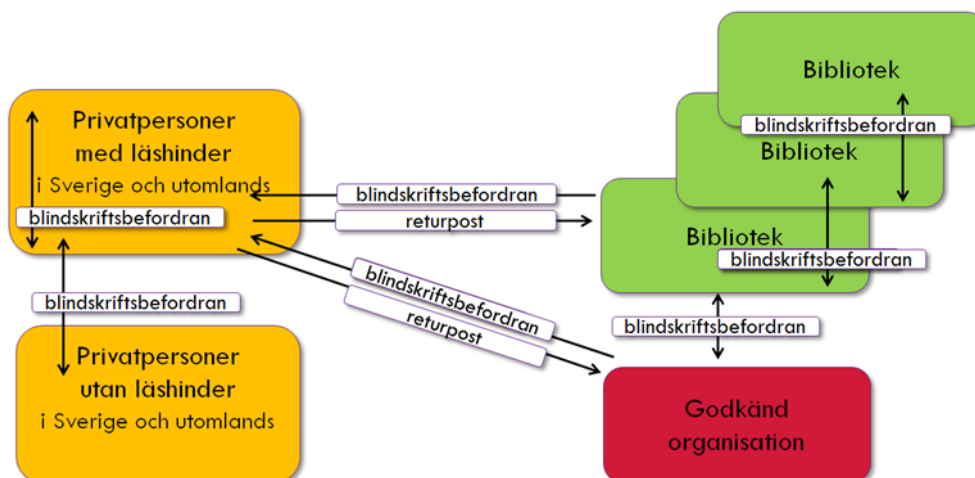 Bibliotek
blindskriftsbefordran
Bibliotek
Privatpersoner
med läshinder
i Sverige och utomlands
blindskriftsbefordran
blindskriftsbefordran
returpost
Bibliotek
blindskriftsbefordran
blindskriftsbefordran
returpost
blindskriftsbefordran
blindskriftsbefordran
Privatpersoner
utan läshinder
i Sverige och utomlands
Godkänd
organisation